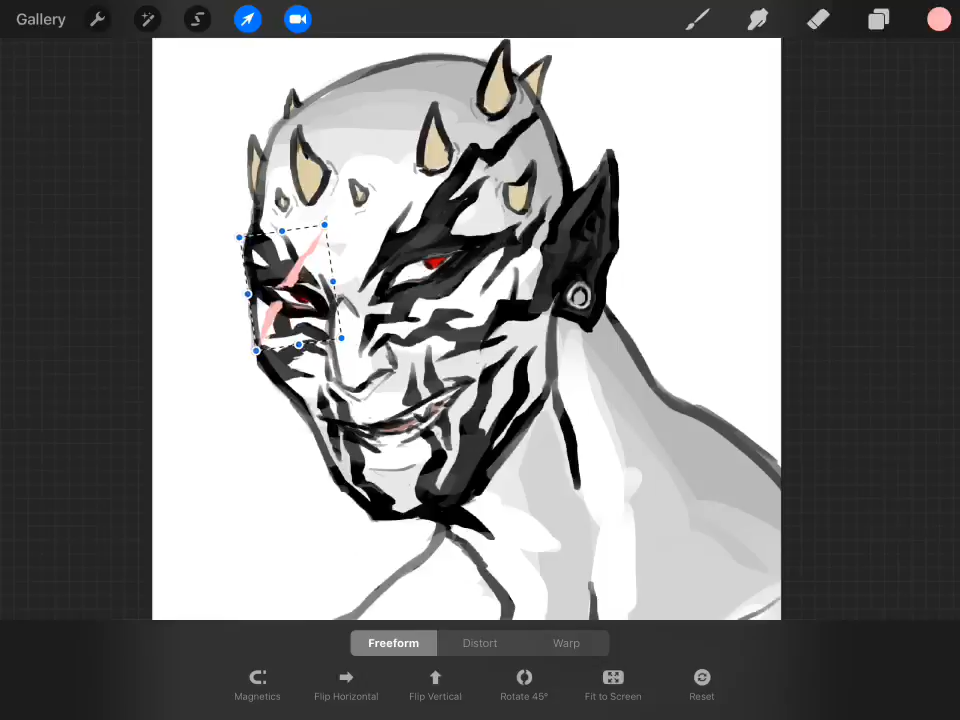 Gallery
Freeform Distort Warp
Magnetics Flip Horizontal Flip Vertical Rotate 45° Fit to Screen Reset